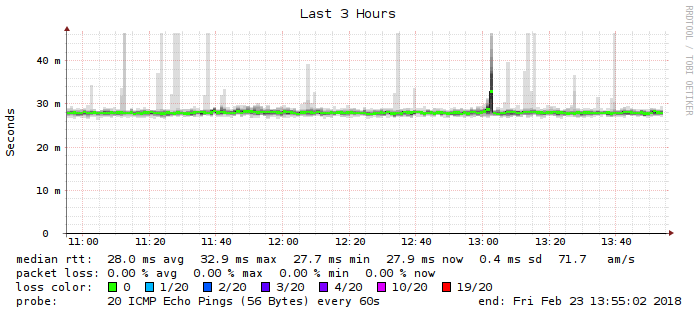 Last 3 Hours
RRDTOOL / TOBI OETIKER
Seconds
40 m
30 m
20 m
10 m
0
11:00 11:20 11:40 12:00 12:20 12:40 13:00 13:20 13:40
median rtt: 28.0 ms avg 32.9 ms max 27.7 ms min 27.9 ms now 0.4 ms sd 71.7 am/s
packet loss: 0.00 % avg 0.00 % max 0.00 % min 0.00 % now
loss color: 0 1/20 2/20 3/20 4/20 10/20 19/20
probe: 20 ICMP Echo Pings (56 Bytes) every 60s end: Fri Feb 23 13:55:02 2018